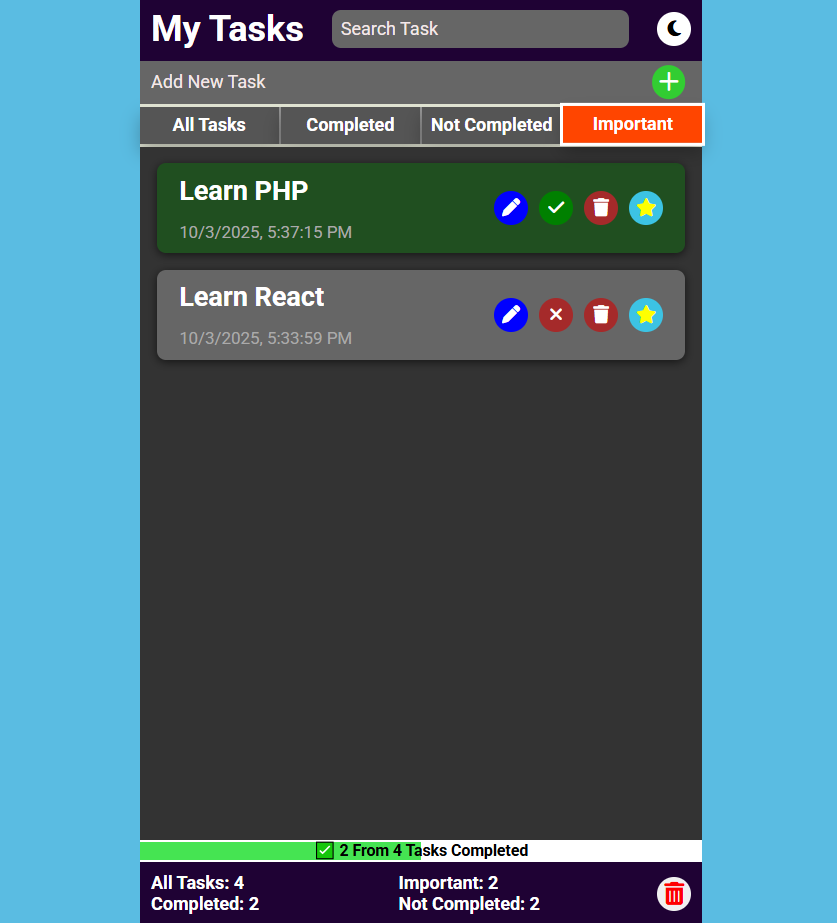 My Tasks
Search Task
Add New Task
All Tasks
Completed
Not Completed
Important
Learn PHP
10/3/2025, 5:37:15 PM
Learn React
10/3/2025, 5:33:59 PM
✅ 2 From 4 Tasks Completed
All Tasks: 4
Important: 2
Completed: 2
Not Completed: 2